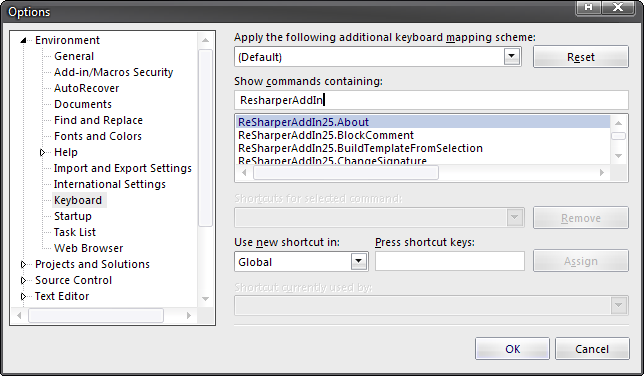 Options
Environment
General
Add-in/Macros Security
AutoRecover
Documents
Find and Replace
Fonts and Colors
Help
Import and Export Settings
International Settings
Keyboard
Startup
Task List
Web Browser
Projects and Solutions
Source Control
Text Editor
Apply the following additional keyboard mapping scheme:
(Default)
Reset
Show commands containing:
ResharperAddIn
ReSharperAddIn25.About
ReSharperAddIn25.BlockComment
ReSharperAddIn25.BuildTemplateFromSelection
ReSharperAddIn25.ChangeSignature
Shortcuts for selected command:
Remove
Use new shortcut in:
Press shortcut keys:
Global
Assign
Shortcut currently used by:
OK
Cancel